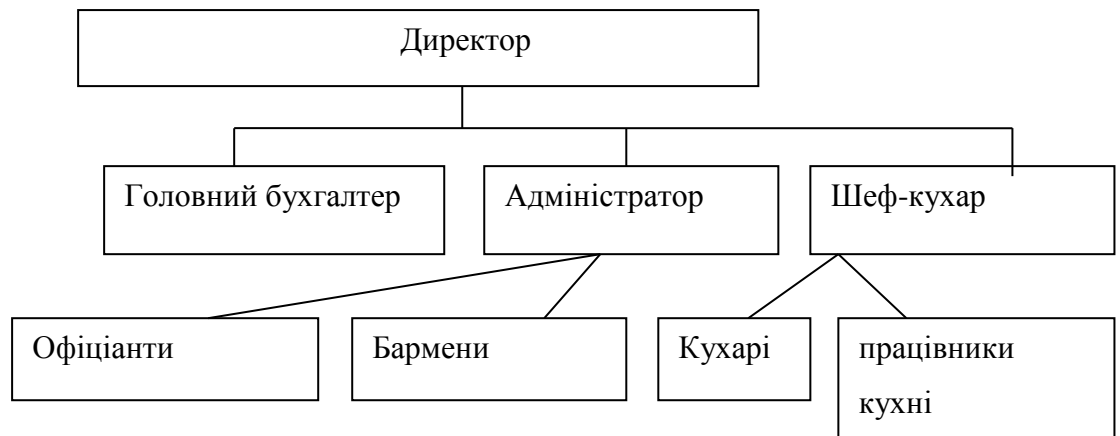 Директор
Головний бухгалтер
Адміністратор
Шеф-кухар
Офіціанти
Бармени
Кухарі
працівники
кухні